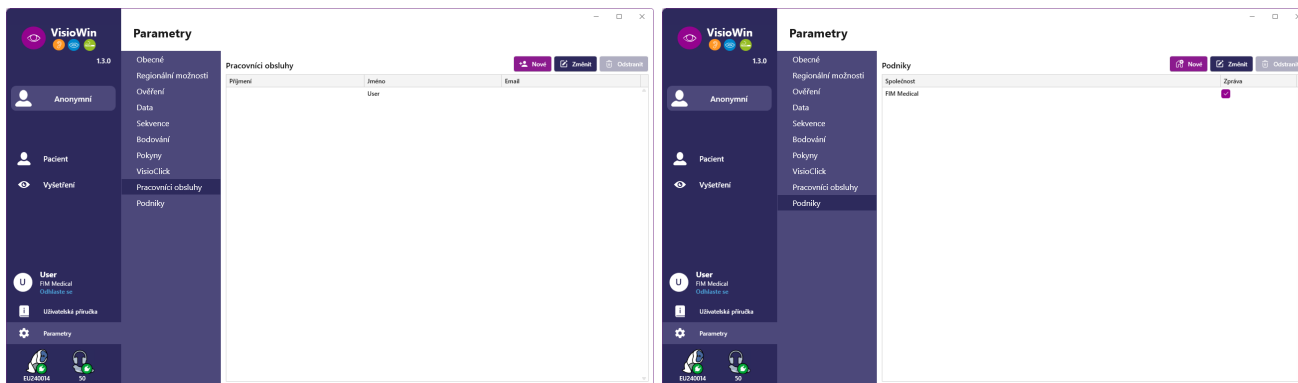 VisioWin
1.3.0
Anonymní
Pacient
Vyšetření
U
User
FIM Medical
Odhlaste se
Uživatelská příručka
Parametry
EU240014
50
Parametry
Obecné
Regionální možnosti
Ověření
Data
Sekvence
Bodování
Pokyny
VisioClick
Pracovníci obsluhy
Podniky
Pracovníci obsluhy
Nové
Změnit
Odstranit
Příjmení
Jméno
Email
User
VisioWin
1.3.0
Anonymní
Pacient
Vyšetření
U
User
FIM Medical
Odhlaste se
Uživatelská příručka
Parametry
EU240014
50
Parametry
Obecné
Regionální možnosti
Ověření
Data
Sekvence
Bodování
Pokyny
VisioClick
Pracovníci obsluhy
Podniky
Podniky
Nové
Změnit
Společnost
Zpráva
FIM Medical